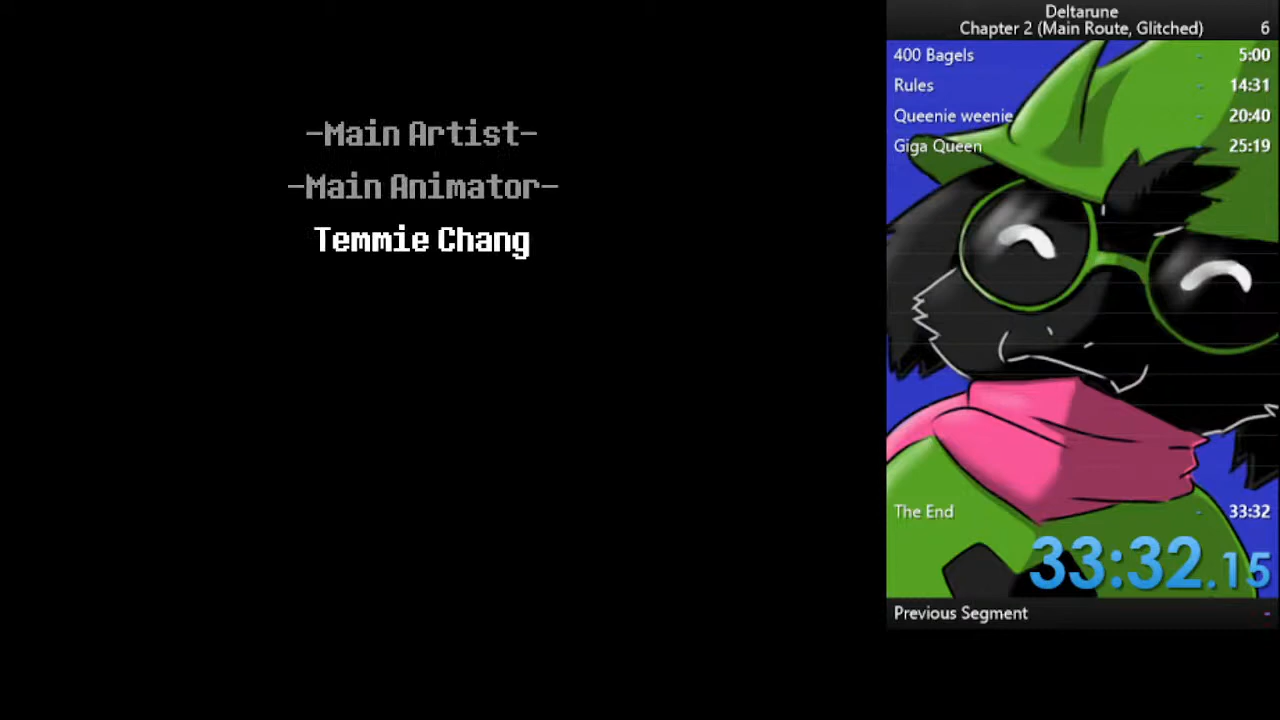 -Main Artist-
-Main Animator-
Temmie Chang
Deltarune
Chapter 2 (Main Route, Glitched) 6
400 Bagels - 5:00
Rules - 14:31
Queenie weenie - 20:40
Giga Queen - 25:19
The End - 33:32
33:32.15
Previous Segment -